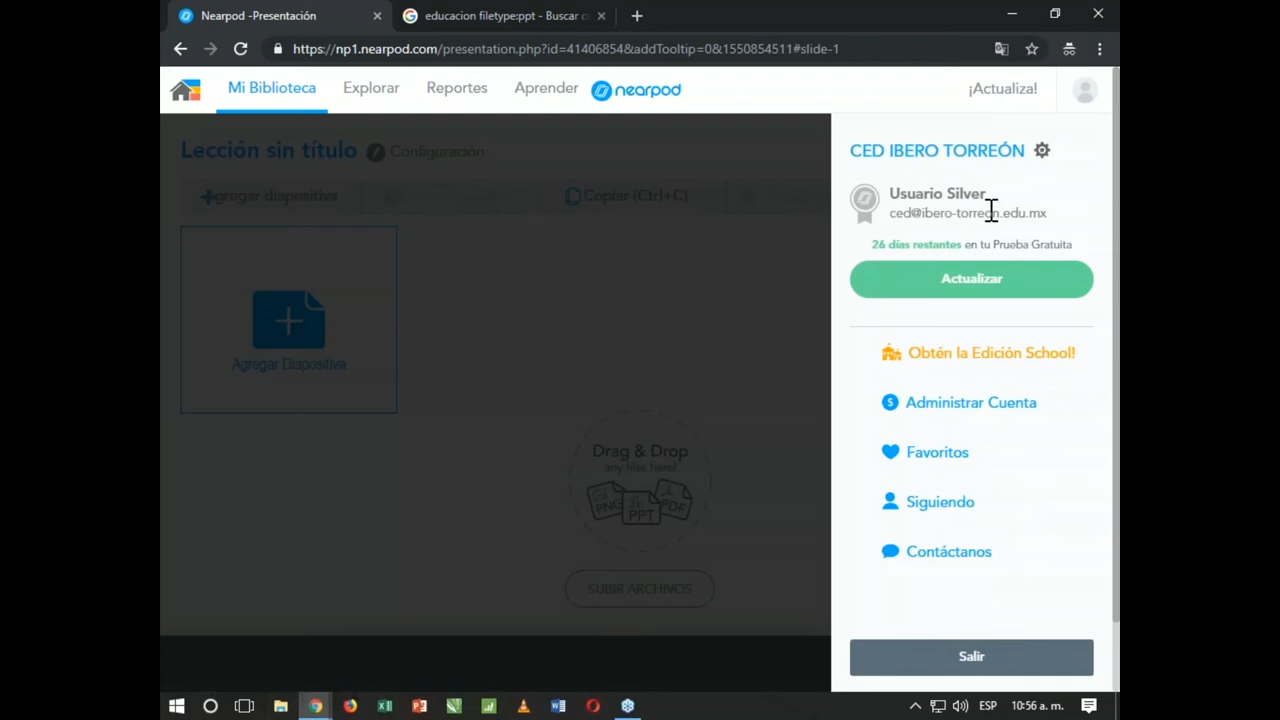 Nearpod -Presentación
educacion filetype:ppt - Buscar c
https://np1.nearpod.com/presentation.php?id=41406854&addTooltip=0&1550854511#slide-1
Mi Biblioteca Explorar Reportes Aprender nearpod ¡Actualiza!
Lección sin título Configuración
Agregar diapositiva Copiar (Ctrl+C)
Agregar Diapositiva
Drag & Drop
any files here!
PNG PPT PDF
SUBIR ARCHIVOS
CED IBERO TORREÓN
Usuario Silver
ced@ibero-torreon.edu.mx
26 días restantes en tu Prueba Gratuita
Actualizar
Obtén la Edición School!
Administrar Cuenta
Favoritos
Siguiendo
Contáctanos
Salir
ESP 10:56 a. m.